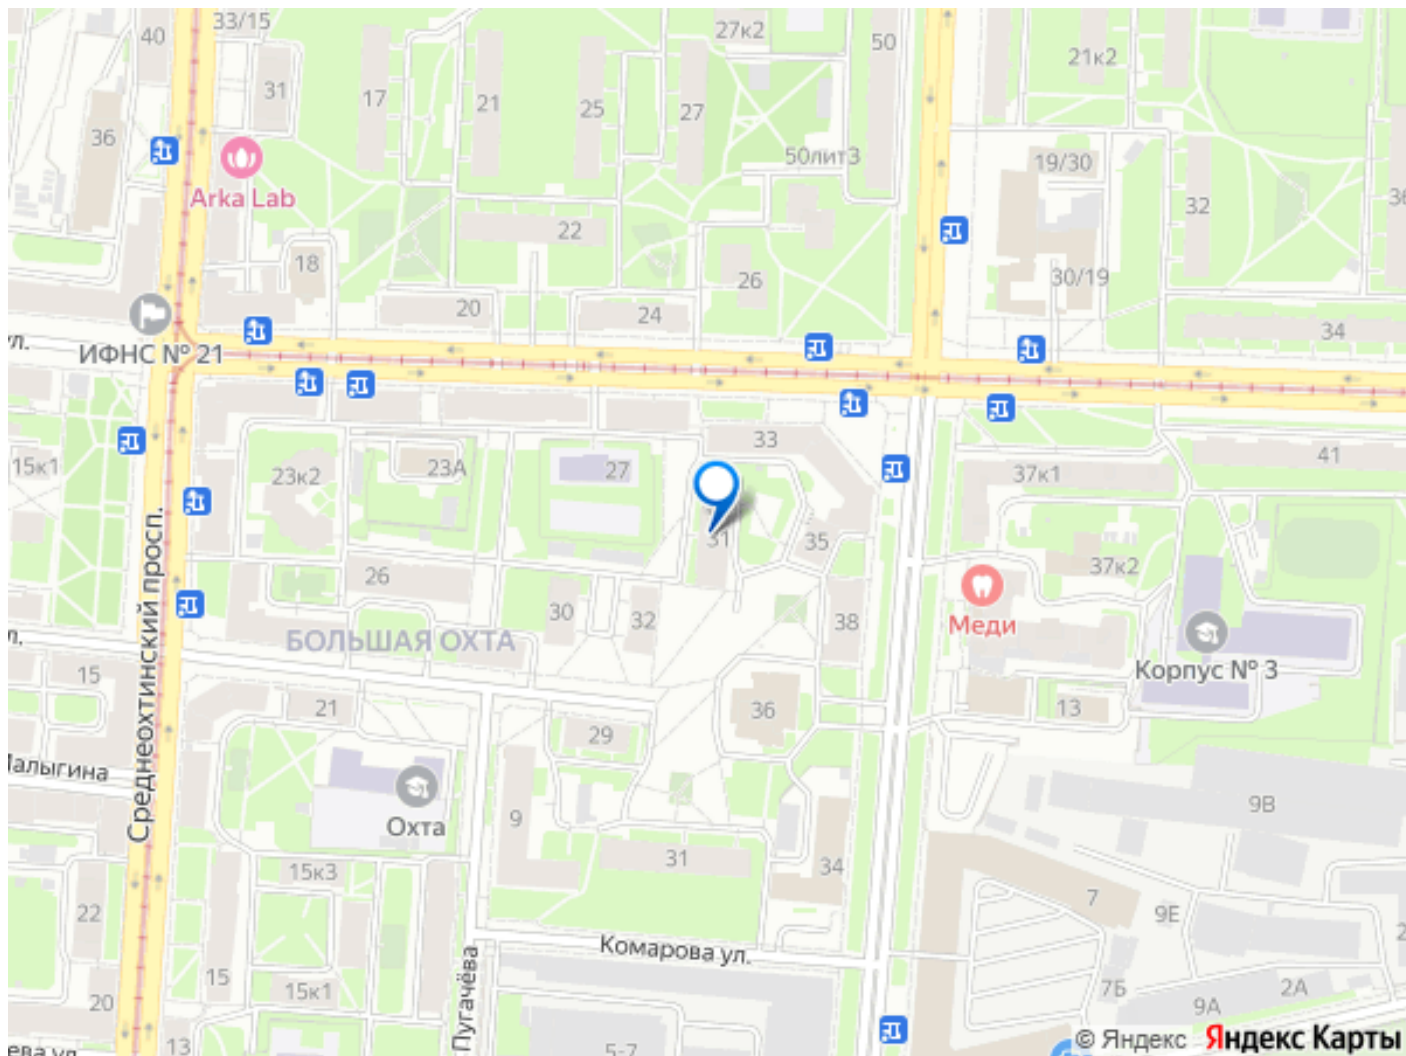 33/15
40
27к2
50
21к2
31
17
21
25
27
36
50лит3
19/30
Arka Lab
32
22
18
26
30/19
20
24
34
ул.
ИФНС № 21
33
41
15к1
23к2
23А
27
37к1
31
35
37к2
26
30
32
38
Меди
БОЛЬШАЯ ОХТА
Корпус № 3
15
21
36
13
29
Среднеохтинский просп.
Охта
9
9В
31
34
15к3
7
22
9Е
Комарова ул.
15
15к1
Пугачёва
7Б
2А
20
9А
13
5-7
© Яндекс Яндекс Карты